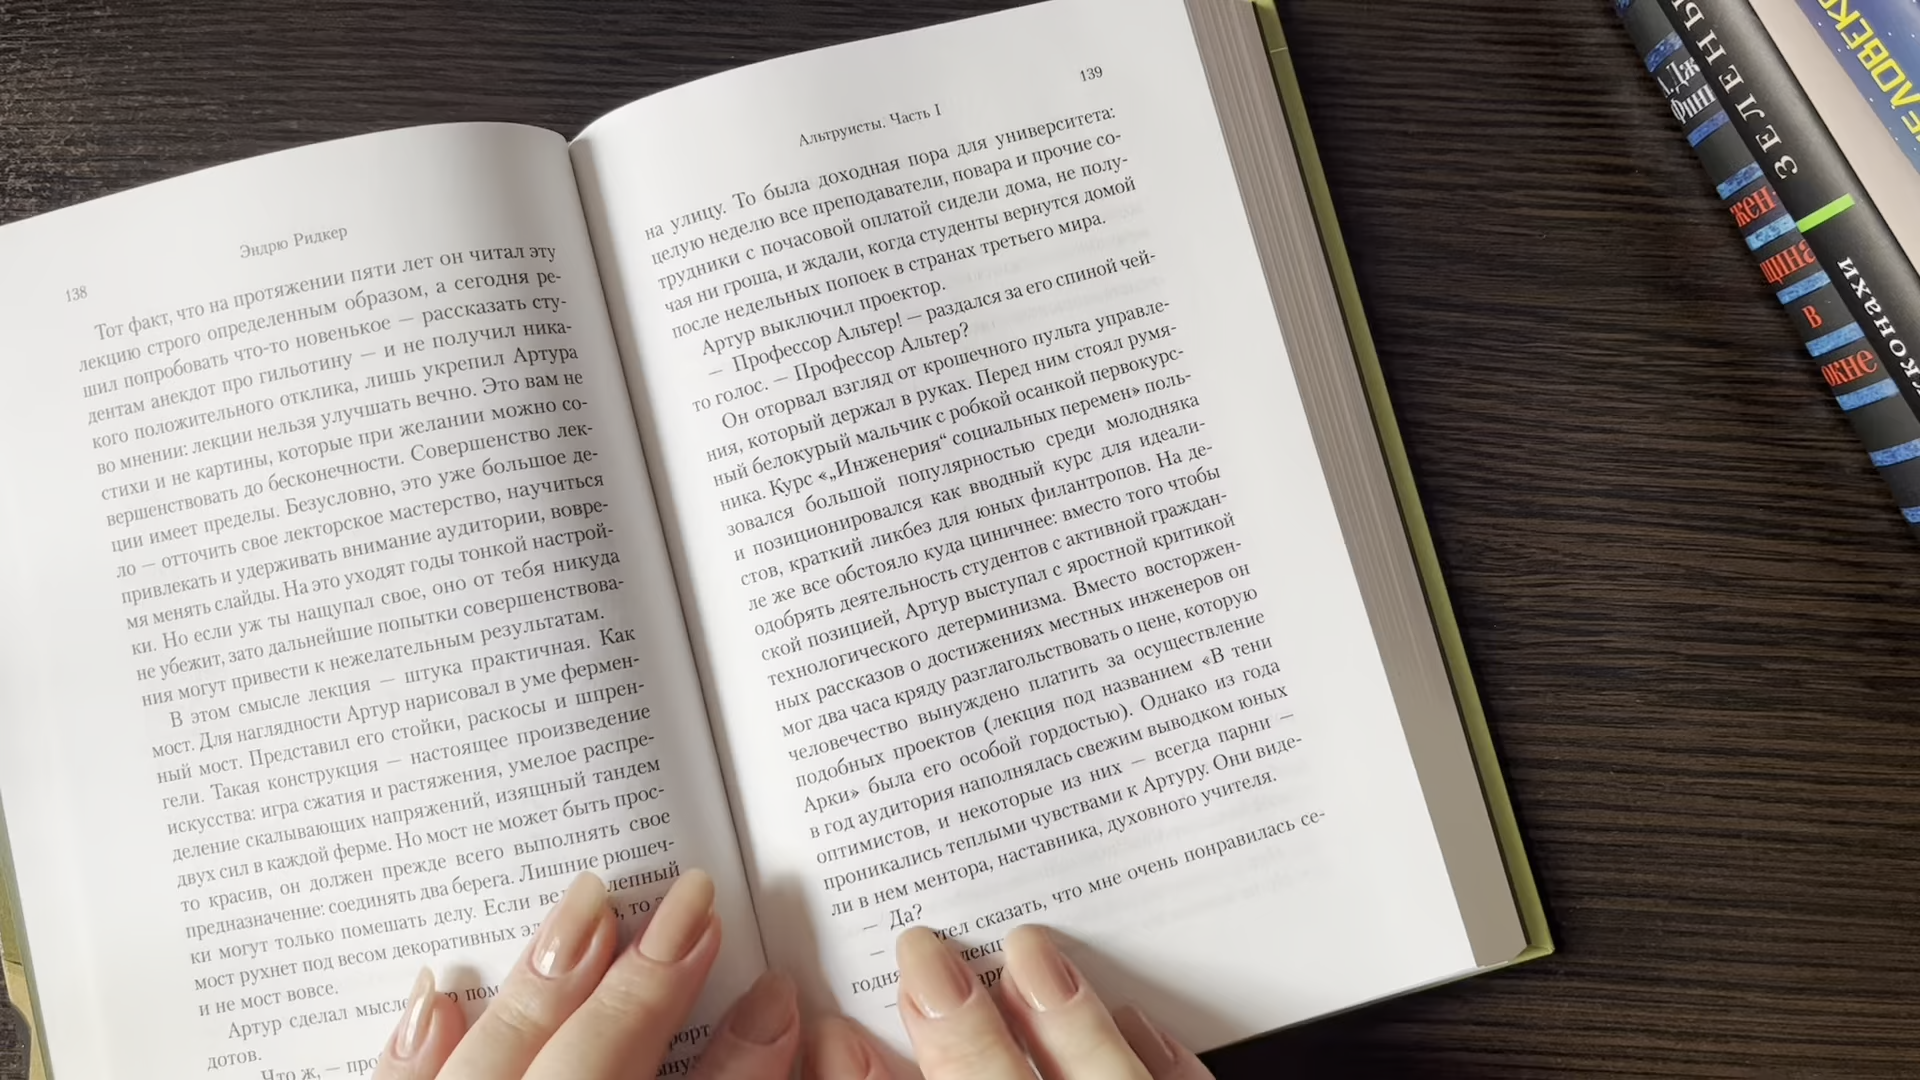 138
Эндрю Ридкер
Тот факт, что на протяжении пяти лет он читал эту
лекцию строго определенным образом, а сегодня ре-
шил попробовать что-то новенькое — рассказать сту-
дентам анекдот про гильотину — и не получил ника-
кого положительного отклика, лишь укрепил Артура
во мнении: лекции нельзя улучшать вечно. Это вам не
стихи и не картины, которые при желании можно со-
вершенствовать до бесконечности. Совершенство лек-
ции имеет пределы. Безусловно, это уже большое де-
ло — отточить свое лекторское мастерство, научиться
привлекать и удерживать внимание аудитории, вовре-
мя менять слайды. На это уходят годы тонкой настрой-
ки. Но если уж ты нащупал свое, оно от тебя никуда
не убежит, зато дальнейшие попытки совершенствова-
ния могут привести к нежелательным результатам.
В этом смысле лекция — штука практичная. Как
мост. Для наглядности Артур нарисовал в уме фермен-
ный мост. Представил его стойки, раскосы и шпрен-
гели. Такая конструкция — настоящее произведение
искусства: игра сжатия и растяжения, умелое распре-
деление скалывающих напряжений, изящный тандем
двух сил в каждой ферме. Но мост не может быть прос-
то красив, он должен прежде всего выполнять свое
предназначение: соединять два берега. Лишние рюшеч-
ки могут только помешать делу. Если лепный
мост рухнет под весом декоративных то
и не мост вовсе.
Артур сделал
дотов.
Что ж, —
139
Альтруисты. Часть I
на улицу. То была доходная пора для университета:
целую неделю все преподаватели, повара и прочие со-
трудники с почасовой оплатой сидели дома, не полу-
чая ни гроша, и ждали, когда студенты вернутся домой
после недельных попоек в странах третьего мира.
Артур выключил проектор.
— Профессор Альтер! — раздался за его спиной чей-
то голос. — Профессор Альтер?
Он оторвал взгляд от крошечного пульта управле-
ния, который держал в руках. Перед ним стоял румя-
ный белокурый мальчик с робкой осанкой первокурс-
ника. Курс «„Инженерия“ социальных перемен» поль-
зовался большой популярностью среди молодняка
и позиционировался как вводный курс для идеали-
стов, краткий ликбез для юных филантропов. На де-
ле же все обстояло куда циничнее: вместо того чтобы
одобрять деятельность студентов с активной граждан-
ской позицией, Артур выступал с яростной критикой
технологического детерминизма. Вместо восторжен-
ных рассказов о достижениях местных инженеров он
мог два часа кряду разглагольствовать о цене, которую
человечество вынуждено платить за осуществление
подобных проектов (лекция под названием «В тени
Арки» была его особой гордостью). Однако из года
в год аудитория наполнялась свежим выводком юных
оптимистов, и некоторые из них — всегда парни —
проникались теплыми чувствами к Артуру. Они виде-
ли в нем ментора, наставника, духовного учителя.
— Да?
— сказать, что мне очень понравилась се-
годня
А. Дж.
Финн
женщина
в
окне